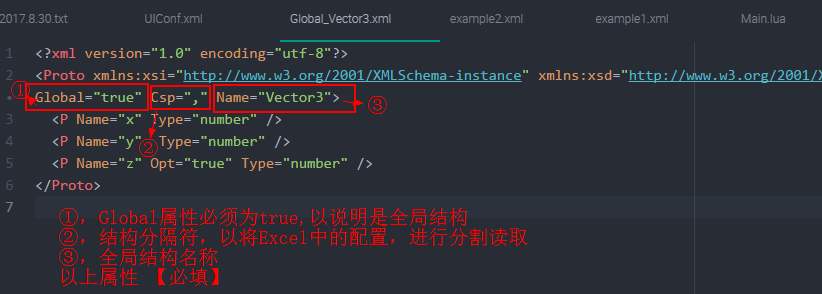 2017.8.30.txt UIConf.xml Global_Vector3.xml example2.xml example1.xml Main.lua
1 <?xml version="1.0" encoding="utf-8"?>
2 <Proto xmlns:xsi="http://www.w3.org/2001/XMLSchema-instance" xmlns:xsd="http://www.w3.org/2001/X
① Global="true" Csp="," Name="Vector3"> ③
3 <P Name="x" Type="number" />
4 <P Name="y" Type="number" />
②
5 <P Name="z" Opt="true" Type="number" />
6 </Proto>
7
①，Global属性必须为true,以说明是全局结构
②，结构分隔符，以将Excel中的配置，进行分割读取
③，全局结构名称
以上属性 【必填】